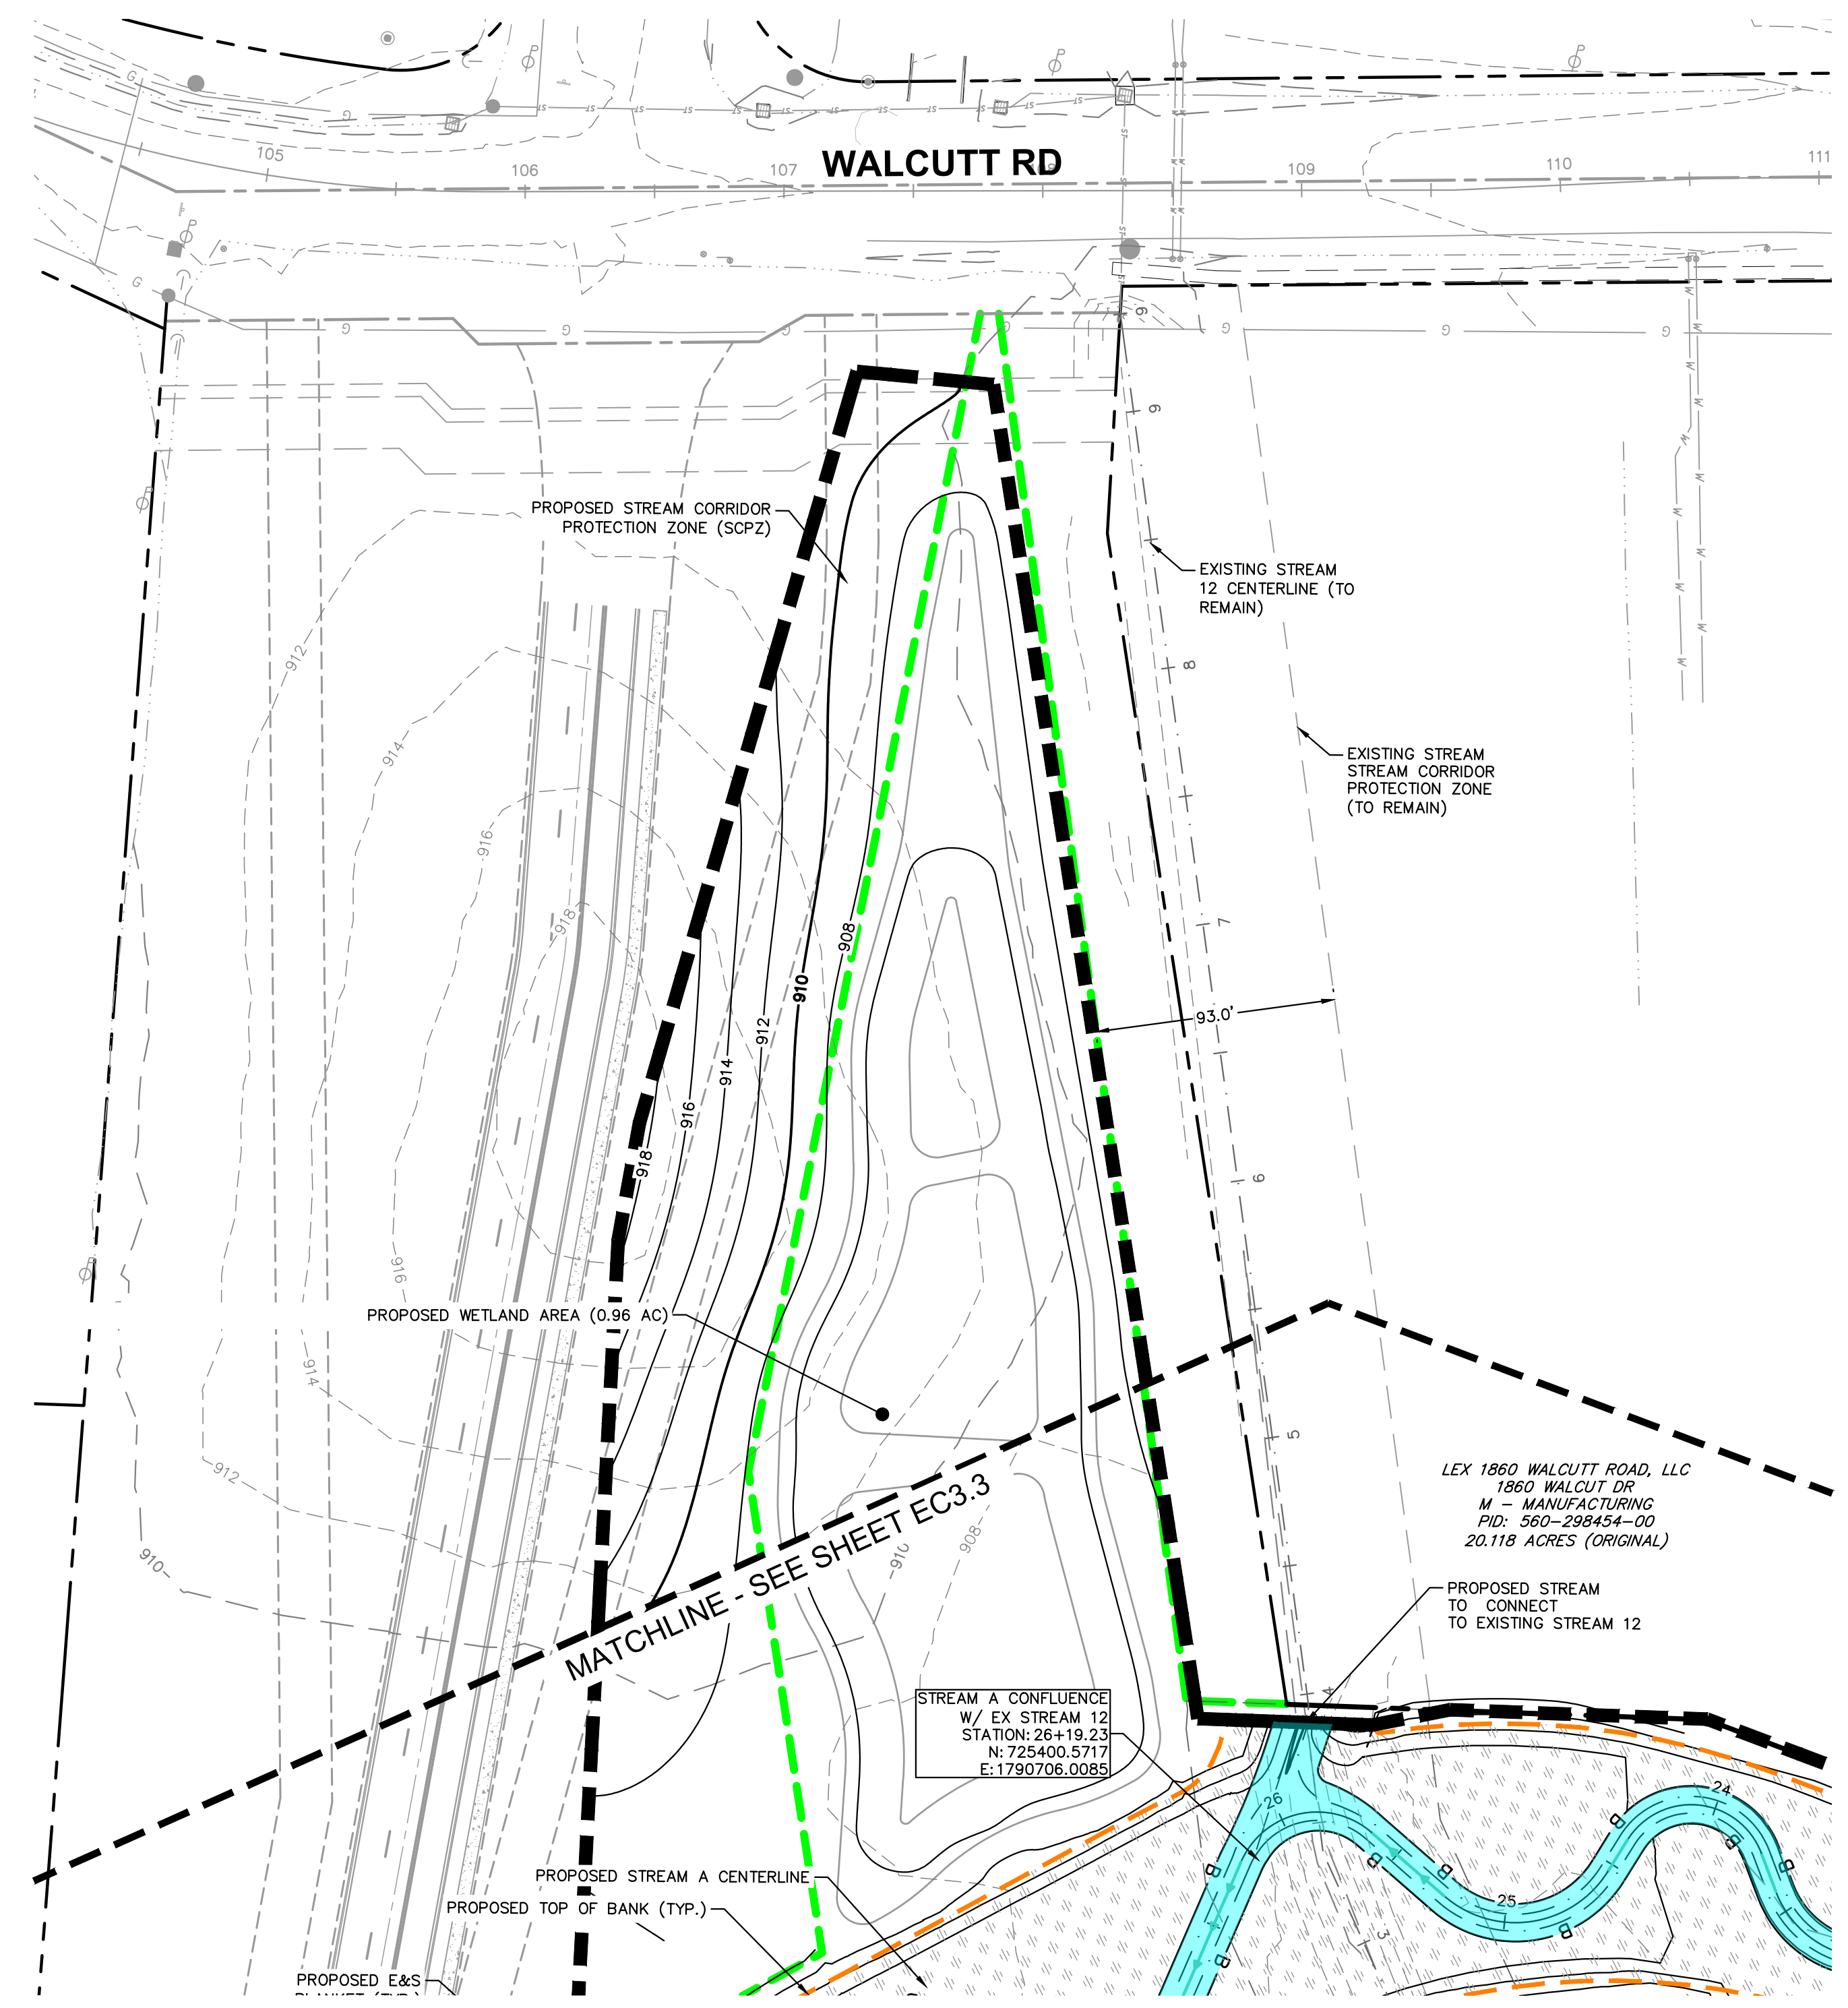 105
106
107
WALCUTT RD
109
110
111
G
G
G
G
G
G
G
G
G
9
9
PROPOSED STREAM CORRIDOR
PROTECTION ZONE (SCPZ)
EXISTING STREAM
12 CENTERLINE (TO
REMAIN)
912
8
914
EXISTING STREAM
STREAM CORRIDOR
PROTECTION ZONE
(TO REMAIN)
916
918
908
7
910
93.0'
912
914
916
918
6
916
PROPOSED WETLAND AREA (0.96 AC)
914
5
912
LEX 1860 WALCUTT ROAD, LLC
1860 WALCUT DR
M - MANUFACTURING
PID: 560-298454-00
20.118 ACRES (ORIGINAL)
MATCHLINE - SEE SHEET EC3.3
910
908
910
PROPOSED STREAM
TO CONNECT
TO EXISTING STREAM 12
4
STREAM A CONFLUENCE
W/ EX STREAM 12
STATION: 26+19.23
N: 725400.5717
E: 1790706.0085
24
26
B
B
B
B
B
B
B
25
3
PROPOSED STREAM A CENTERLINE
PROPOSED TOP OF BANK (TYP.)
PROPOSED E&S
BLANKET (TYP.)